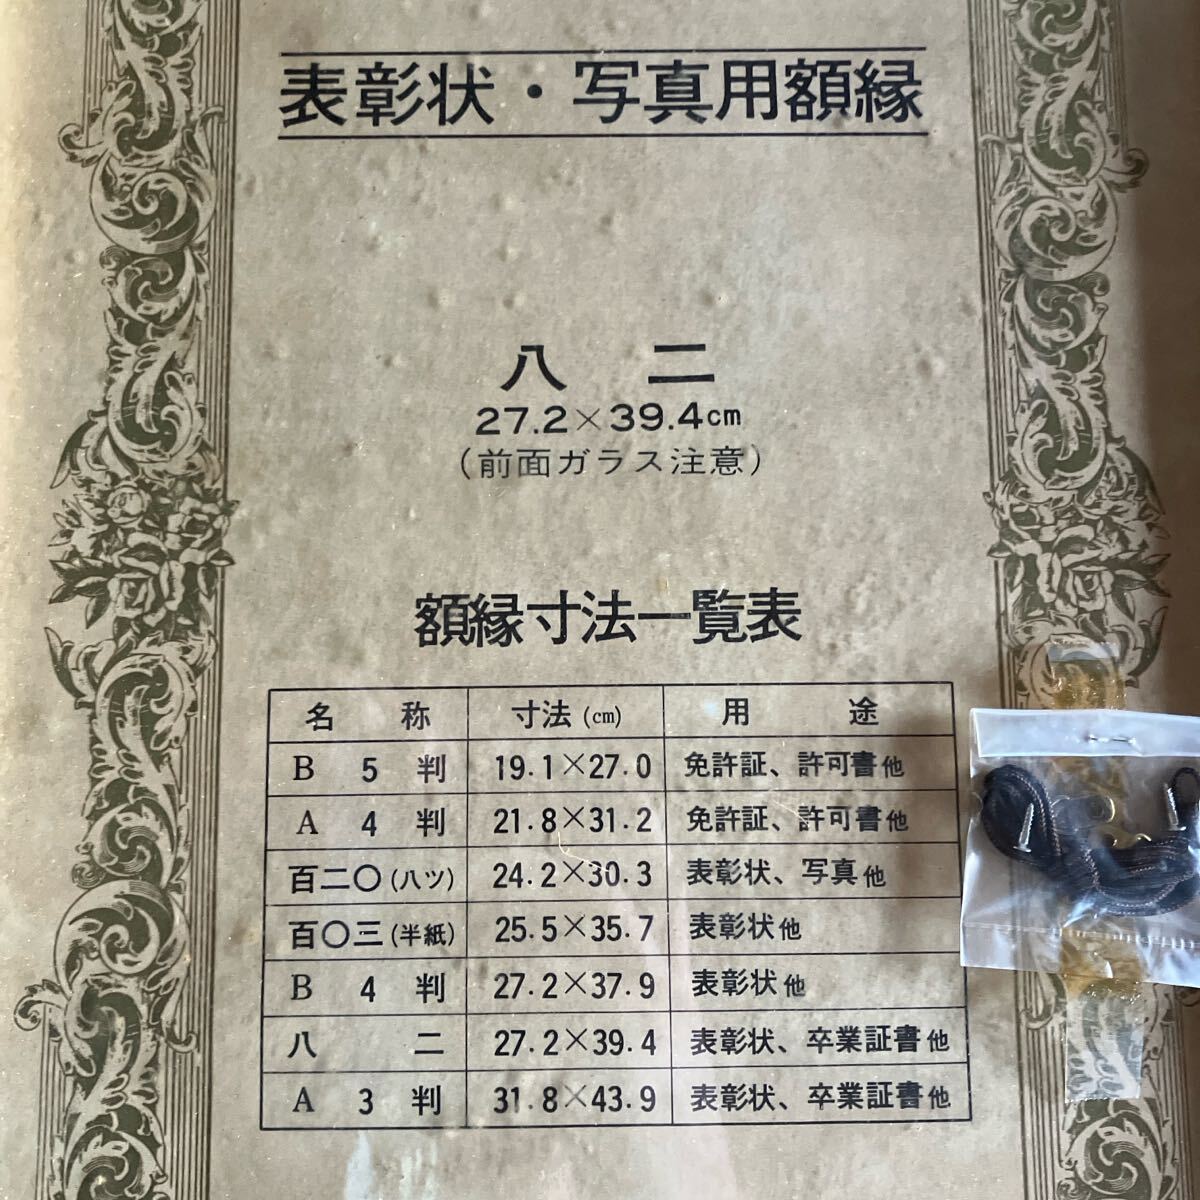 表彰状・写真用額縁
八二
27.2×39.4cm
(前面ガラス注意)
額縁寸法一覧表
名称 寸法(cm) 用途
B5判 19.1×27.0 免許証、許可書他
A4判 21.8×31.2 免許証、許可書他
百二〇(八ツ) 24.2×30.3 表彰状、写真他
百〇三(半紙) 25.5×35.7 表彰状他
B4判 27.2×37.9 表彰状他
八二 27.2×39.4 表彰状、卒業証書他
A3判 31.8×43.9 表彰状、卒業証書他